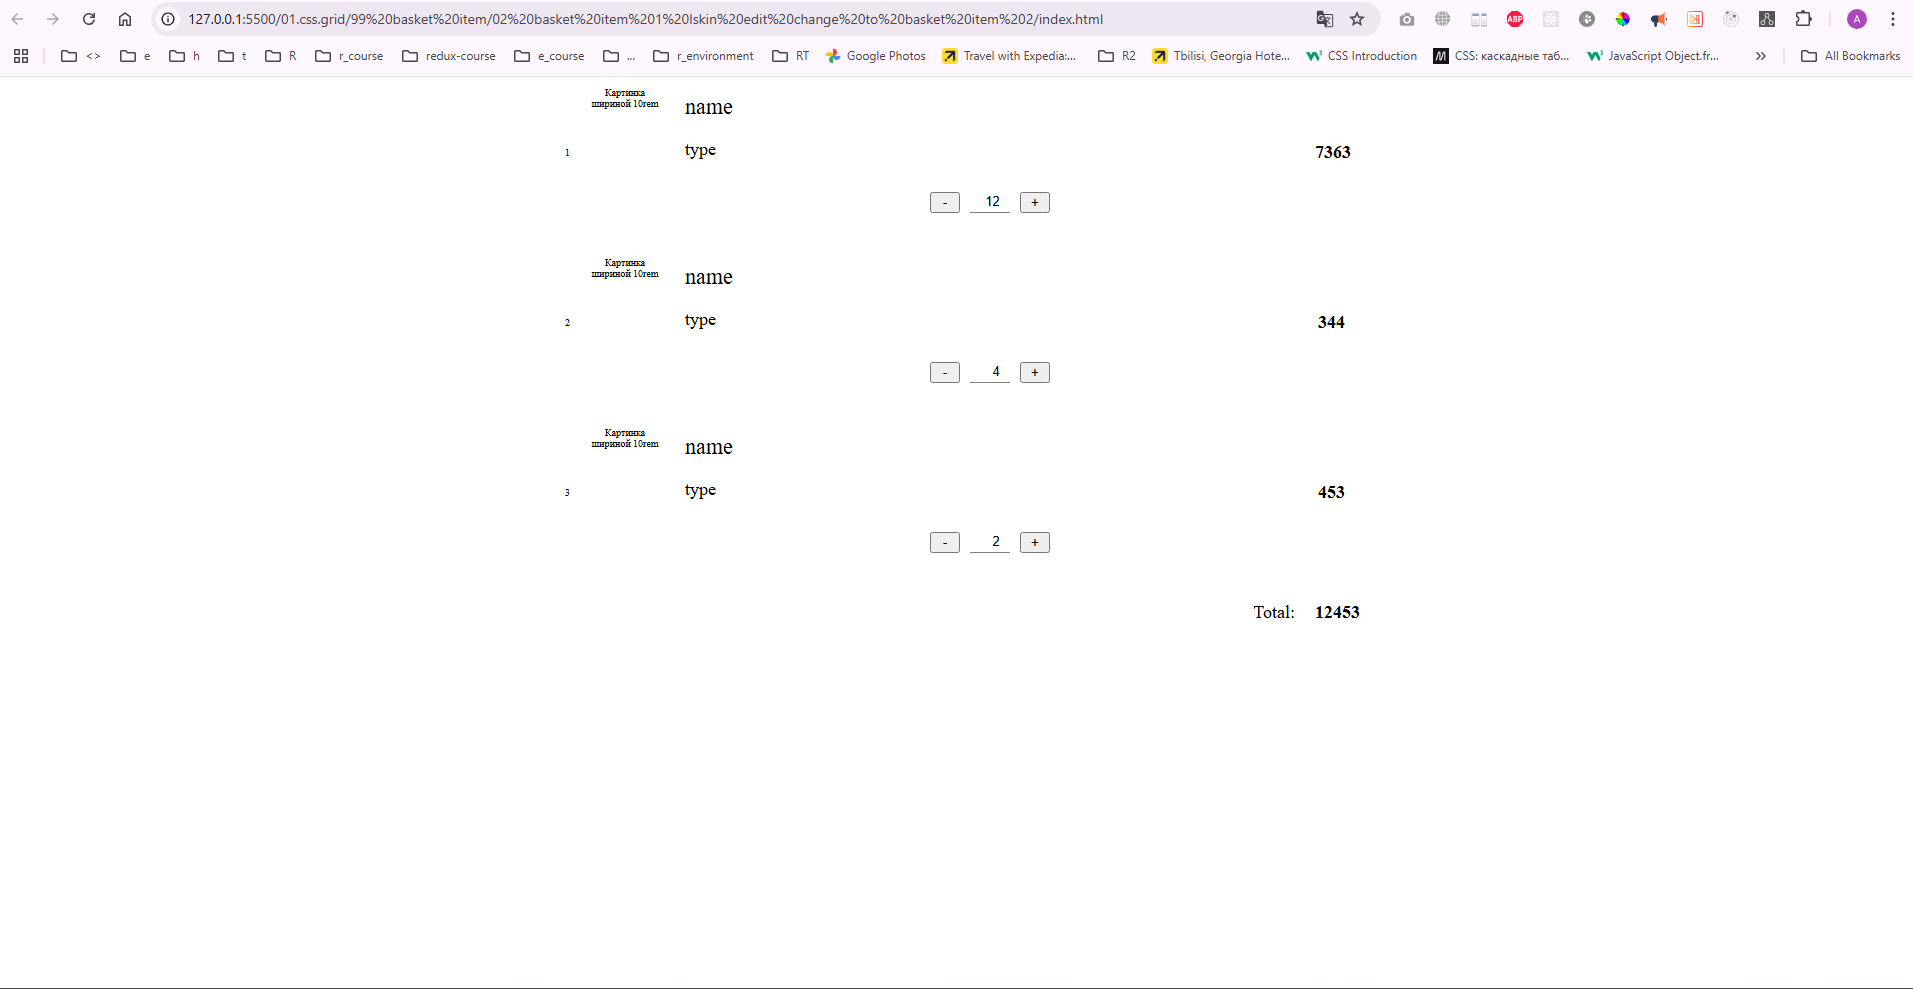 127.0.0.1:5500/01.css.grid/99%20basket%20item/02%20basket%20item%201%20lskin%20edit%20change%20to%20basket%20item%202/index.html
ABP
A
<> e h t R r_course redux-course e_course ... r_environment RT Google Photos Travel with Expedia:... R2 Tbilisi, Georgia Hote... CSS Introduction CSS: каскадные таб... JavaScript Object.fr... » All Bookmarks
Картинка
шириной 10rem
name
1
type
7363
- 12 +
Картинка
шириной 10rem
name
2
type
344
- 4 +
Картинка
шириной 10rem
name
3
type
453
- 2 +
Total: 12453